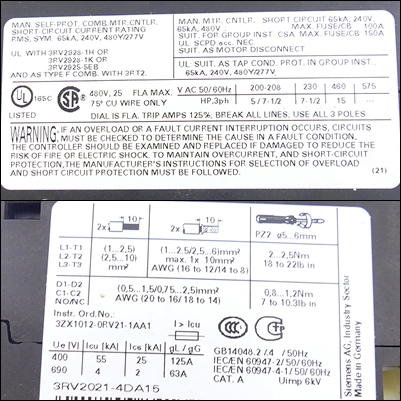 MAN. SELF-PROT. COMB.MTR.CNTLR.
SHORT-CIRCUIT CURRENT RATING
RMS, SYM. 65kA, 240V, 480Y/277V
UL WITH 3RV2928-1H OR
3RV2928-1K OR
3RV2925-5EB
AND AS TYPE F COMB. WITH 3RT2.
MAN. MTR. CNTLR. SHORT CIRCUIT 65kA, 240V,
65kA, 480V MAX. FUSE/CB 100A
SUIT. FOR GROUP INST. CSA MAX. FUSE/CB 150A
UL SCPD acc. NEC
SUIT. AS MOTOR DISCONNECT
UL SUIT. AS TAP COND. PROT. IN GROUP INST.,
65kA, 240V, 480Y/277V
UL 165C SA 480V, 25 FLA MAX.
75° CU WIRE ONLY
V AC 50/60Hz 200-208 230 460 575
HP,3ph 5/7-1/2 7-1/2 15 ---
LISTED DIAL IS FLA. TRIP AMPS 125%, BREAK ALL LINES. USE ALL 3 POLES
WARNING. IF AN OVERLOAD OR A FAULT CURRENT INTERRUPTION OCCURS, CIRCUITS
MUST BE CHECKED TO DETERMINE THE CAUSE OF THE INTERRUPTION. IF A FAULT EXISTS,
THE CONTROLLER SHOULD BE EXAMINED AND REPLACED IF DAMAGED TO REDUCE THE
RISK OF FIRE OR ELECTRIC SHOCK. TO MAINTAIN OVERCURRENT, AND SHORT-CIRCUIT
PROTECTION, THE MANUFACTURER'S INSTRUCTIONS FOR SELECTION OF OVERLOAD
AND SHORT CIRCUIT PROTECTION MUST BE FOLLOWED.
(21)
2x 10
2x 10
PZ2 ø5...6mm
L1-T1
L2-T2
L3-T3
(1...2,5)
(2,5...10)
mm²
(1...2,5/2,5...6)mm²
max. 1x 10mm²
AWG (16 to 12/14 to 8)
2...2,5Nm
18 to 22lb in
D1-D2
C1-C2
NO/NC
(0,5...1,5/0,75...2,5)mm²
AWG (20 to 16/18 to 14)
0,8...1,2Nm
7 to 10.3lb in
Instr. Ord.No.:
3ZX1012-0RV21-1AA1
I > Icu
Ue [V] Icu [kA] Ics [kA] gL / gG
400 55 25 125A
690 4 2 63A
GB14048.2 /4 / 50Hz
IEC/EN 60947-2/ 50/60Hz
IEC/EN 60947-4-1/ 50/60Hz
CAT. A Uimp 6kV
3RV2021-4DA15
Siemens AG, Industry Sector
Made in Germany